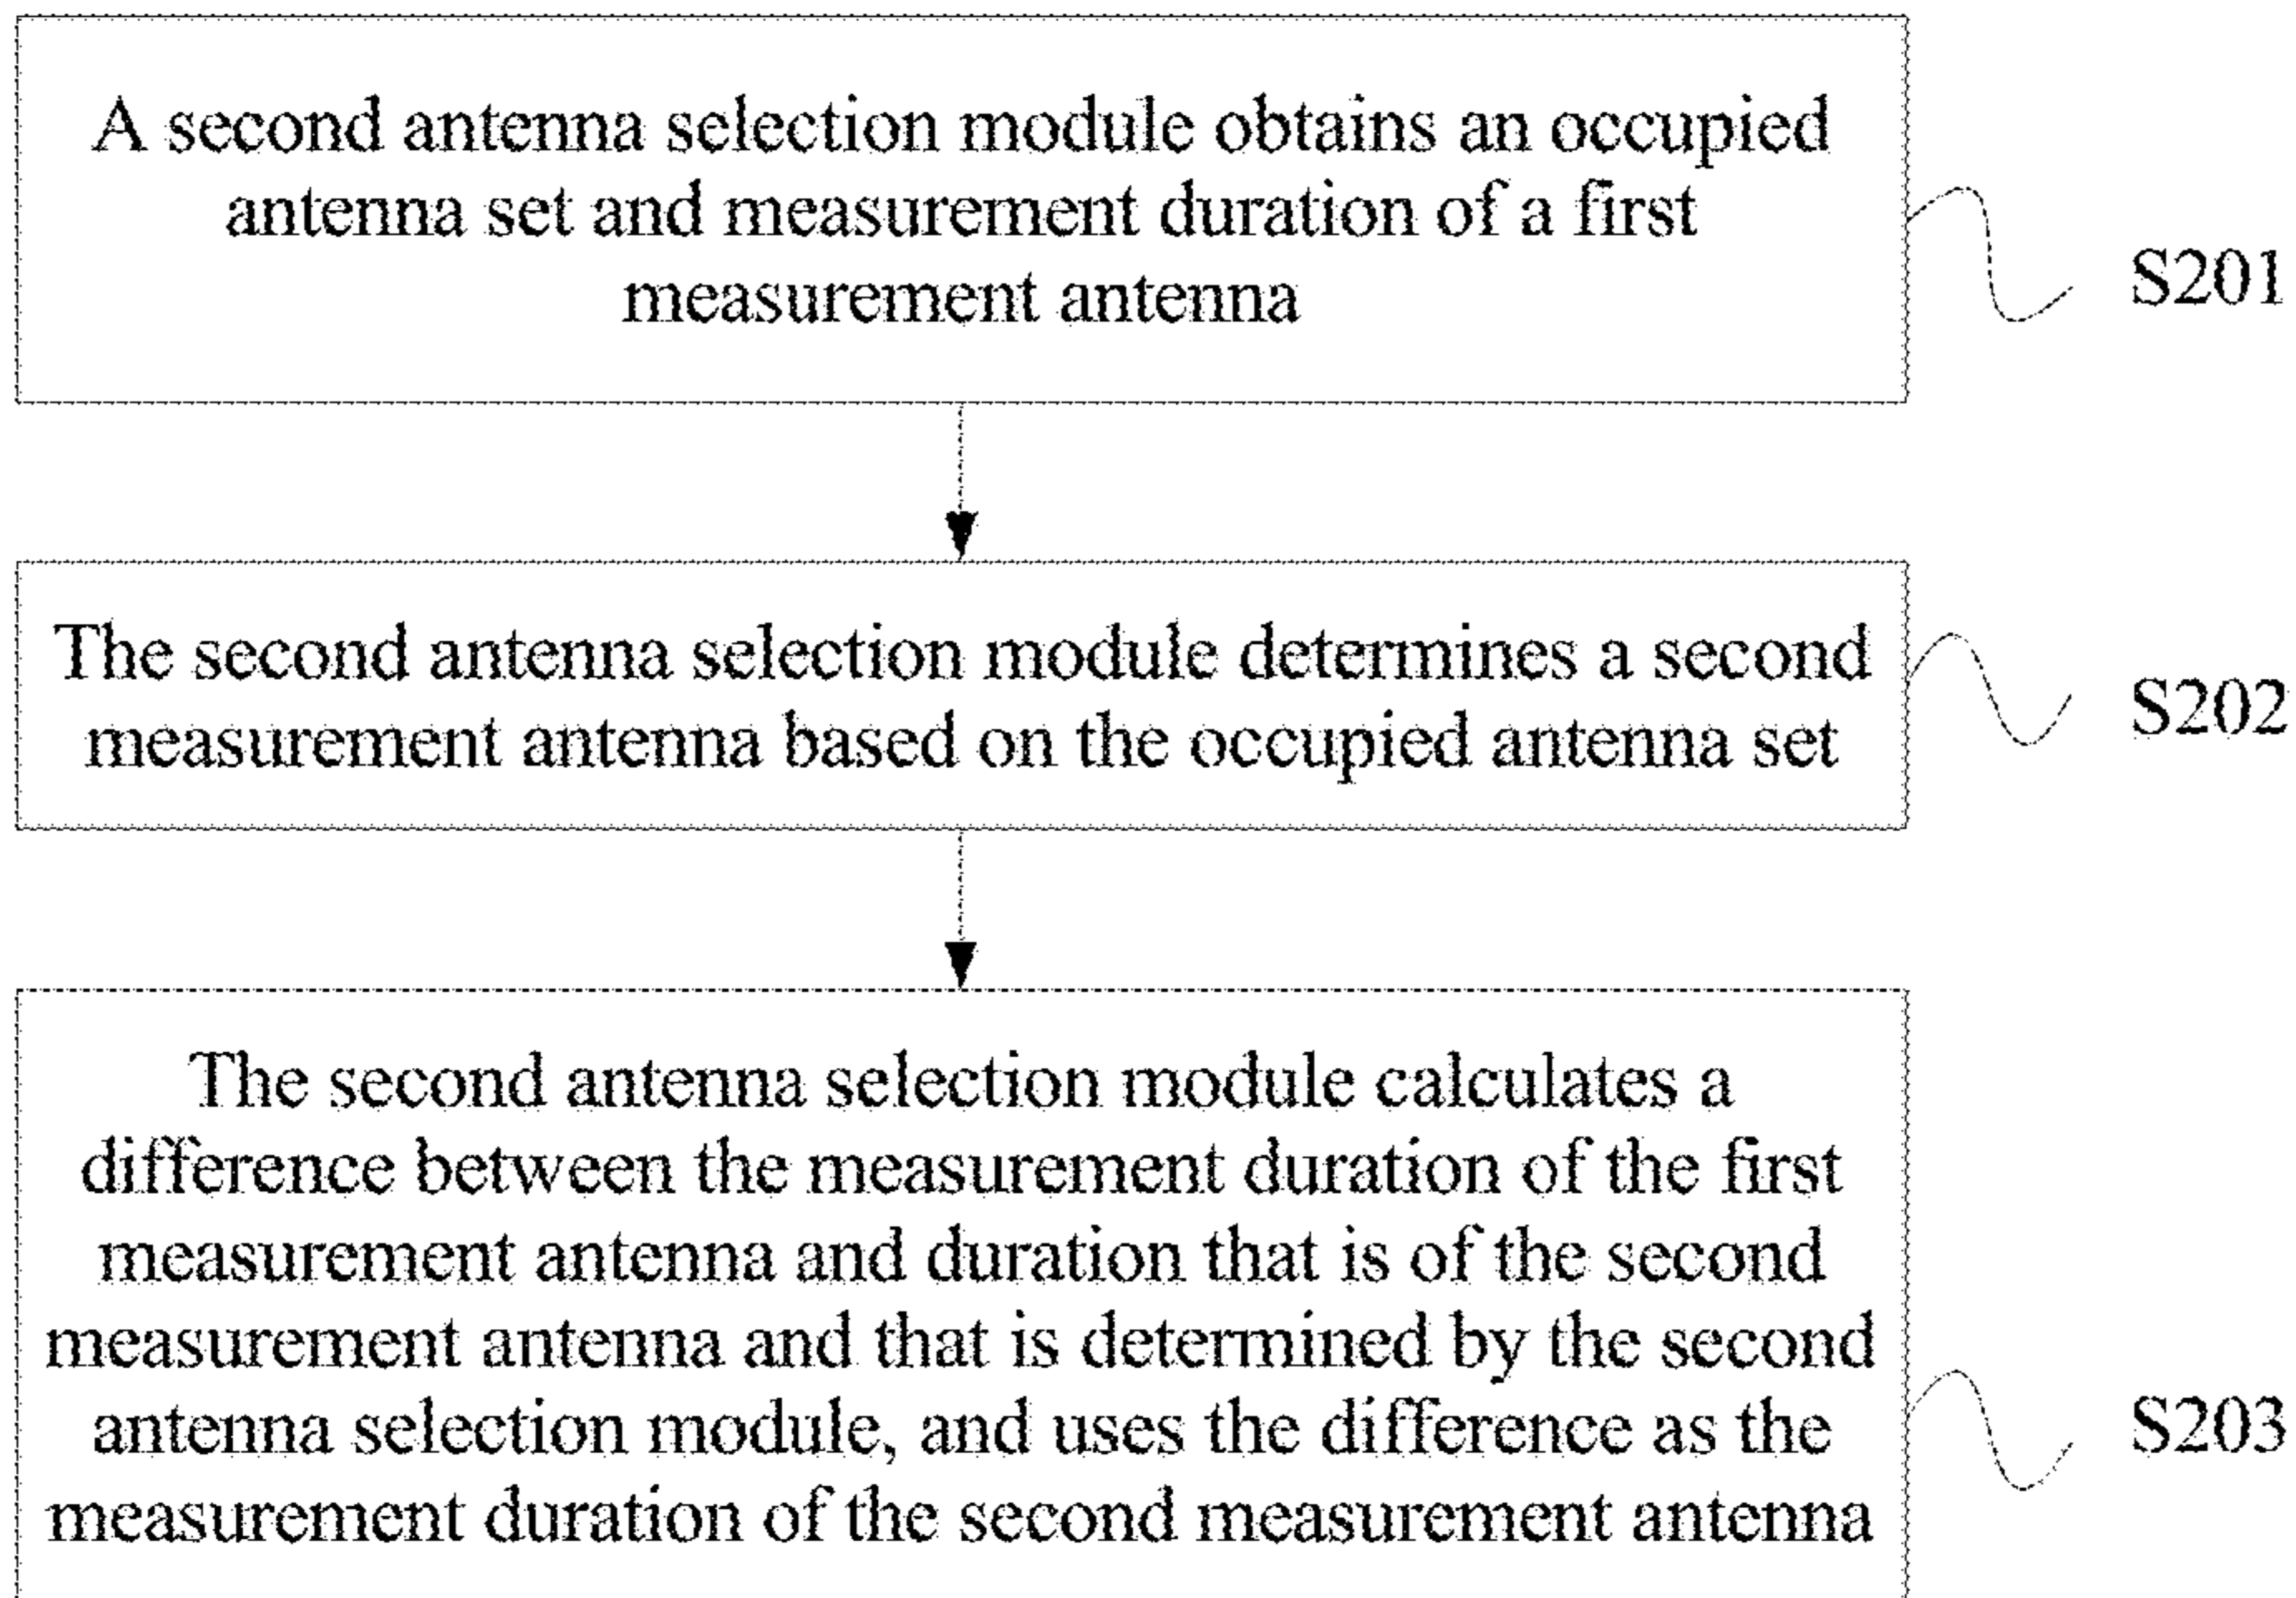 A second antenna selection module obtains an occupied
antenna set and measurement duration of a first
measurement antenna
S201
The second antenna selection module determines a second
measurement antenna based on the occupied antenna set
S202
The second antenna selection module calculates a
difference between the measurement duration of the first
measurement antenna and duration that is of the second
measurement antenna and that is determined by the second
antenna selection module, and uses the difference as the
measurement duration of the second measurement antenna
S203